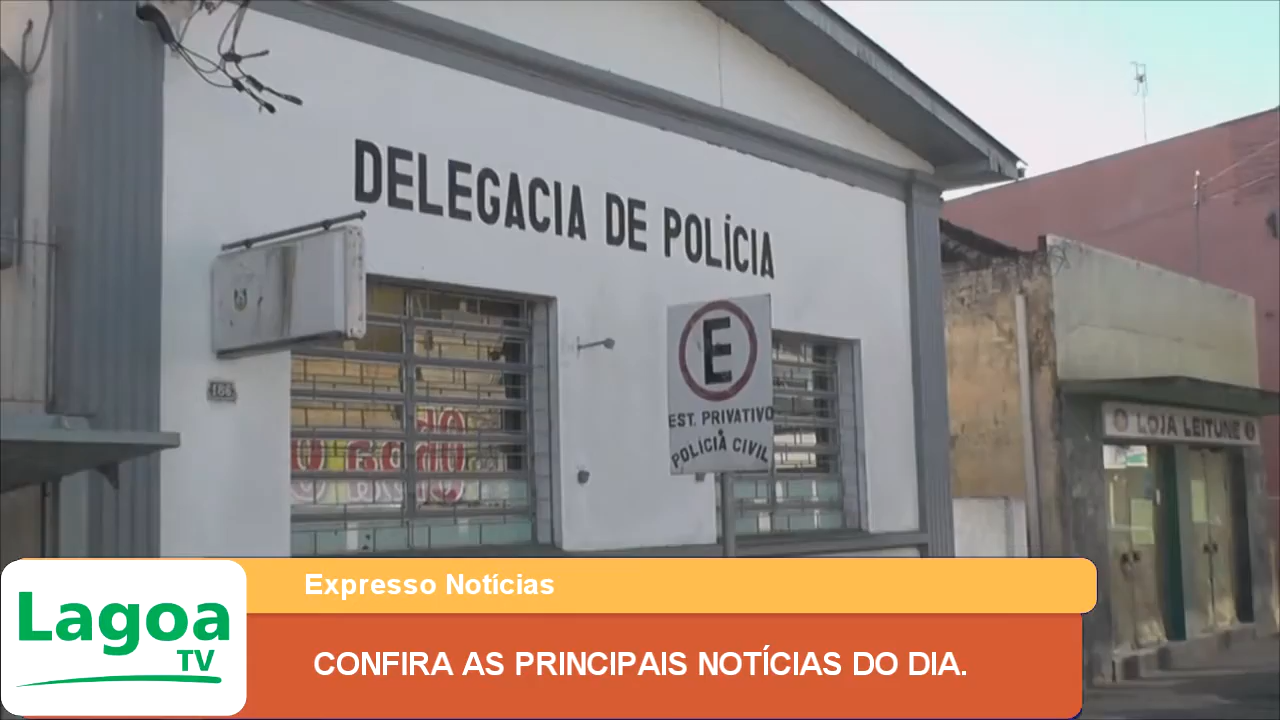 DELEGACIA DE POLÍCIA
186
E
EST. PRIVATIVO
POLÍCIA CIVIL
LOJA LEITUNE
Expresso Notícias
Lagoa
TV
CONFIRA AS PRINCIPAIS NOTÍCIAS DO DIA.